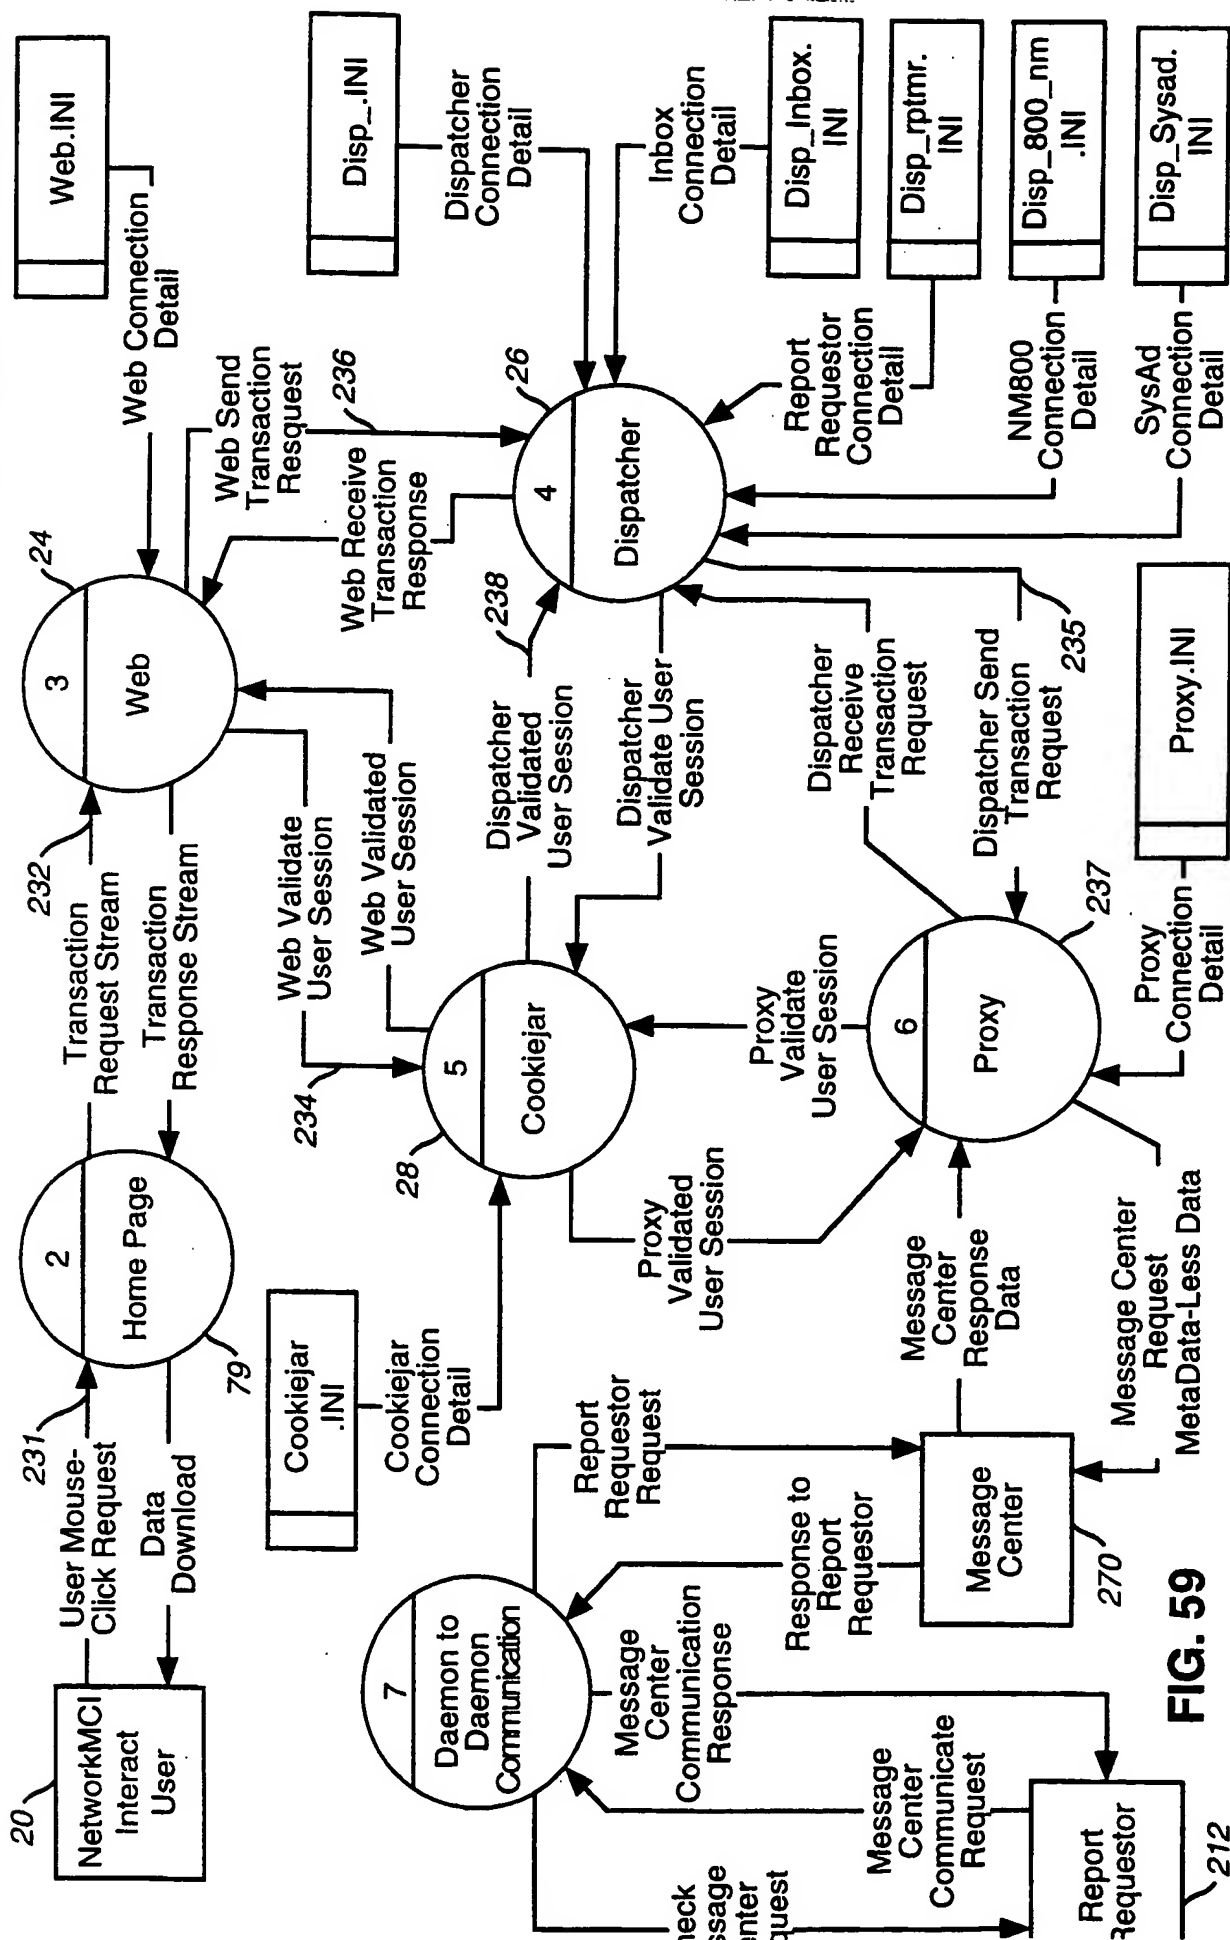 20
NetworkMCI
Interact
User
User Mouse-
Click Request
231
Data
Download
2
Home Page
79
Transaction
Request Stream
232
Transaction
Response Stream
3
Web
24
Web Connection
Detail
Web.INI
Web Validate
User Session
234
Web Validated
User Session
Web Send
Transaction
Resquest
236
Web Receive
Transaction
Response
Disp_.INI
Dispatcher
Connection
Detail
Cookiejar
.INI
Cookiejar
Connection
Detail
28
5
Cookiejar
Dispatcher
Validated
User Session
238
Dispatcher
Validate User
Session
4
Dispatcher
26
Inbox
Connection
Detail
Disp_Inbox.
INI
Report
Requestor
Connection
Detail
Disp_rptmr.
INI
NM800
Connection
Detail
Disp_800_nm
.INI
SysAd
Connection
Detail
Disp_Sysad.
INI
Proxy
Validated
User Session
Proxy
Validate
User Session
Dispatcher
Receive
Transaction
Request
Dispatcher Send
Transaction
Request
235
6
Proxy
237
Proxy
Connection
Detail
Proxy.INI
7
Daemon to
Daemon
Communication
Report
Requestor
Request
Response to
Report
Requestor
Message
Center
Response
Data
Message Center
Request
MetaData-Less Data
Message
Center
270
Message
Center
Communication
Response
Message
Center
Communicate
Request
Report
Requestor
212
FIG. 59